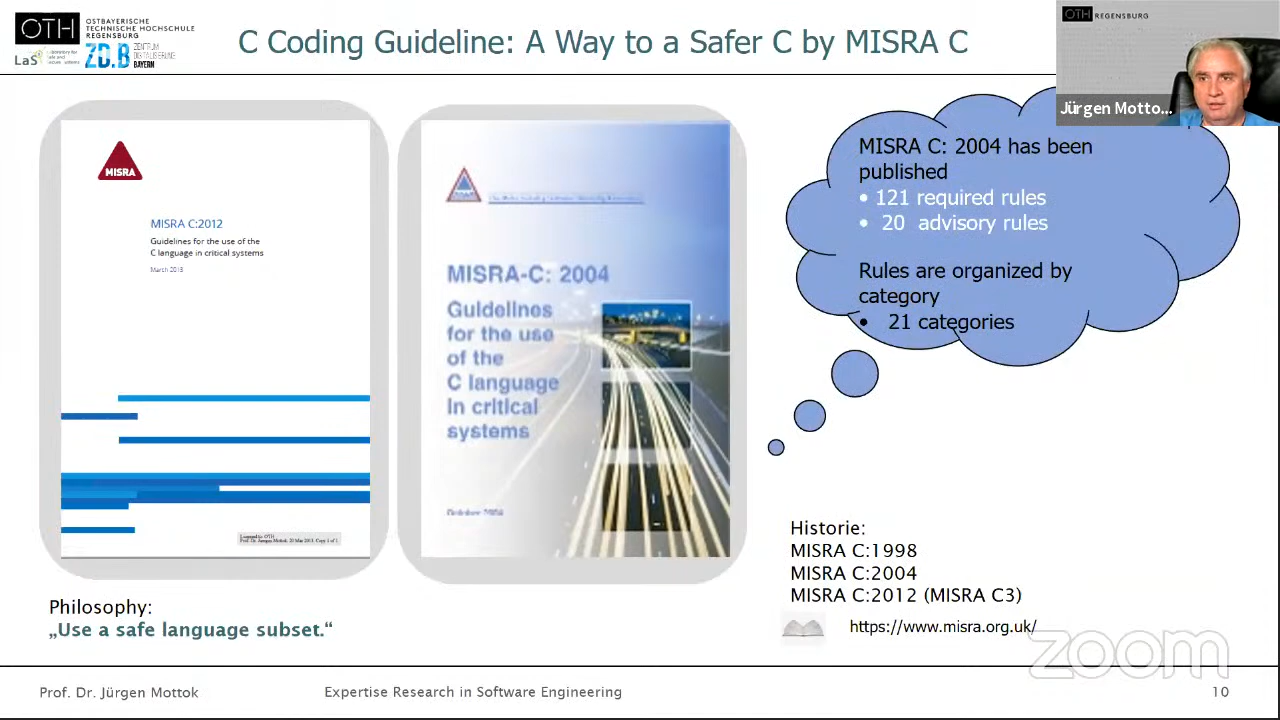 OTH
OSTBAYERISCHE
TECHNISCHE HOCHSCHULE
REGENSBURG
LaS³
ZD.B
ZENTRUM
DIGITALISIERUNG
BAYERN
C Coding Guideline: A Way to a Safer C by MISRA C
OTH REGENSBURG
Jürgen Motto...
MISRA
MISRA C:2012
Guidelines for the use of the
C language in critical systems
March 2013
MISRA-C: 2004
Guidelines
for the use
of the
C language
in critical
systems
October 2004
MISRA C: 2004 has been
published
• 121 required rules
• 20 advisory rules
Rules are organized by
category
• 21 categories
Historie:
MISRA C:1998
MISRA C:2004
MISRA C:2012 (MISRA C3)
https://www.misra.org.uk/
Philosophy:
„Use a safe language subset.“
zoom
Prof. Dr. Jürgen Mottok
Expertise Research in Software Engineering
10